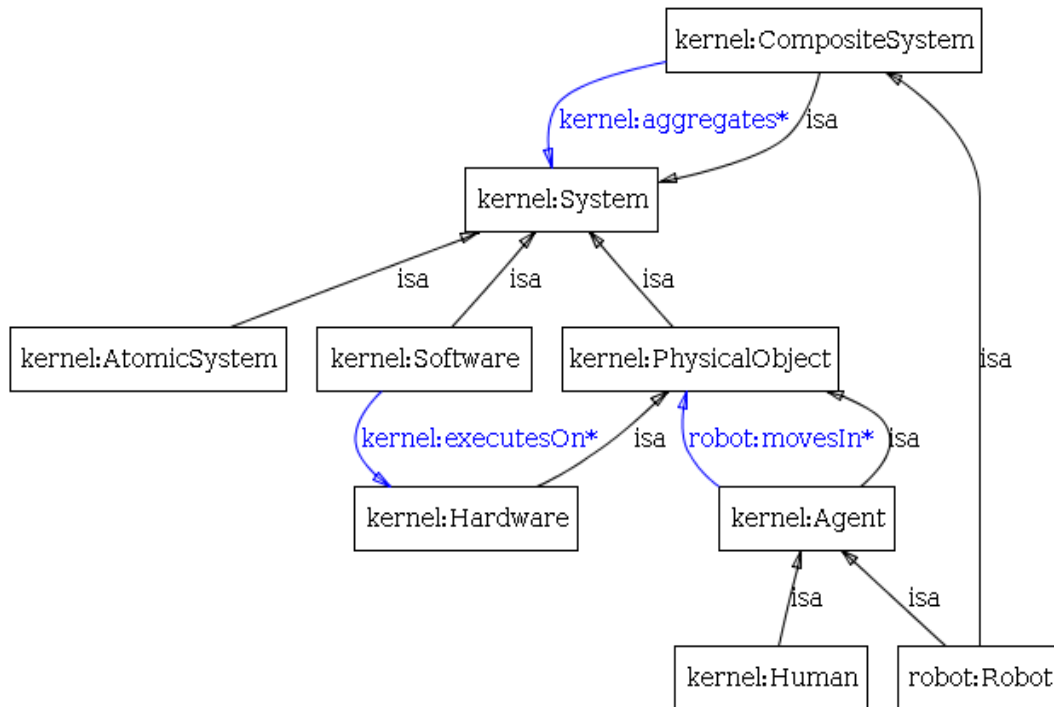 kernel:CompositeSystem
kernel:aggregates*
isa
kernel:System
isa
isa
isa
kernel:AtomicSystem
kernel:Software
kernel:PhysicalObject
isa
kernel:executesOn*
isa
robot:movesIn*
isa
kernel:Hardware
kernel:Agent
isa
isa
kernel:Human
robot:Robot